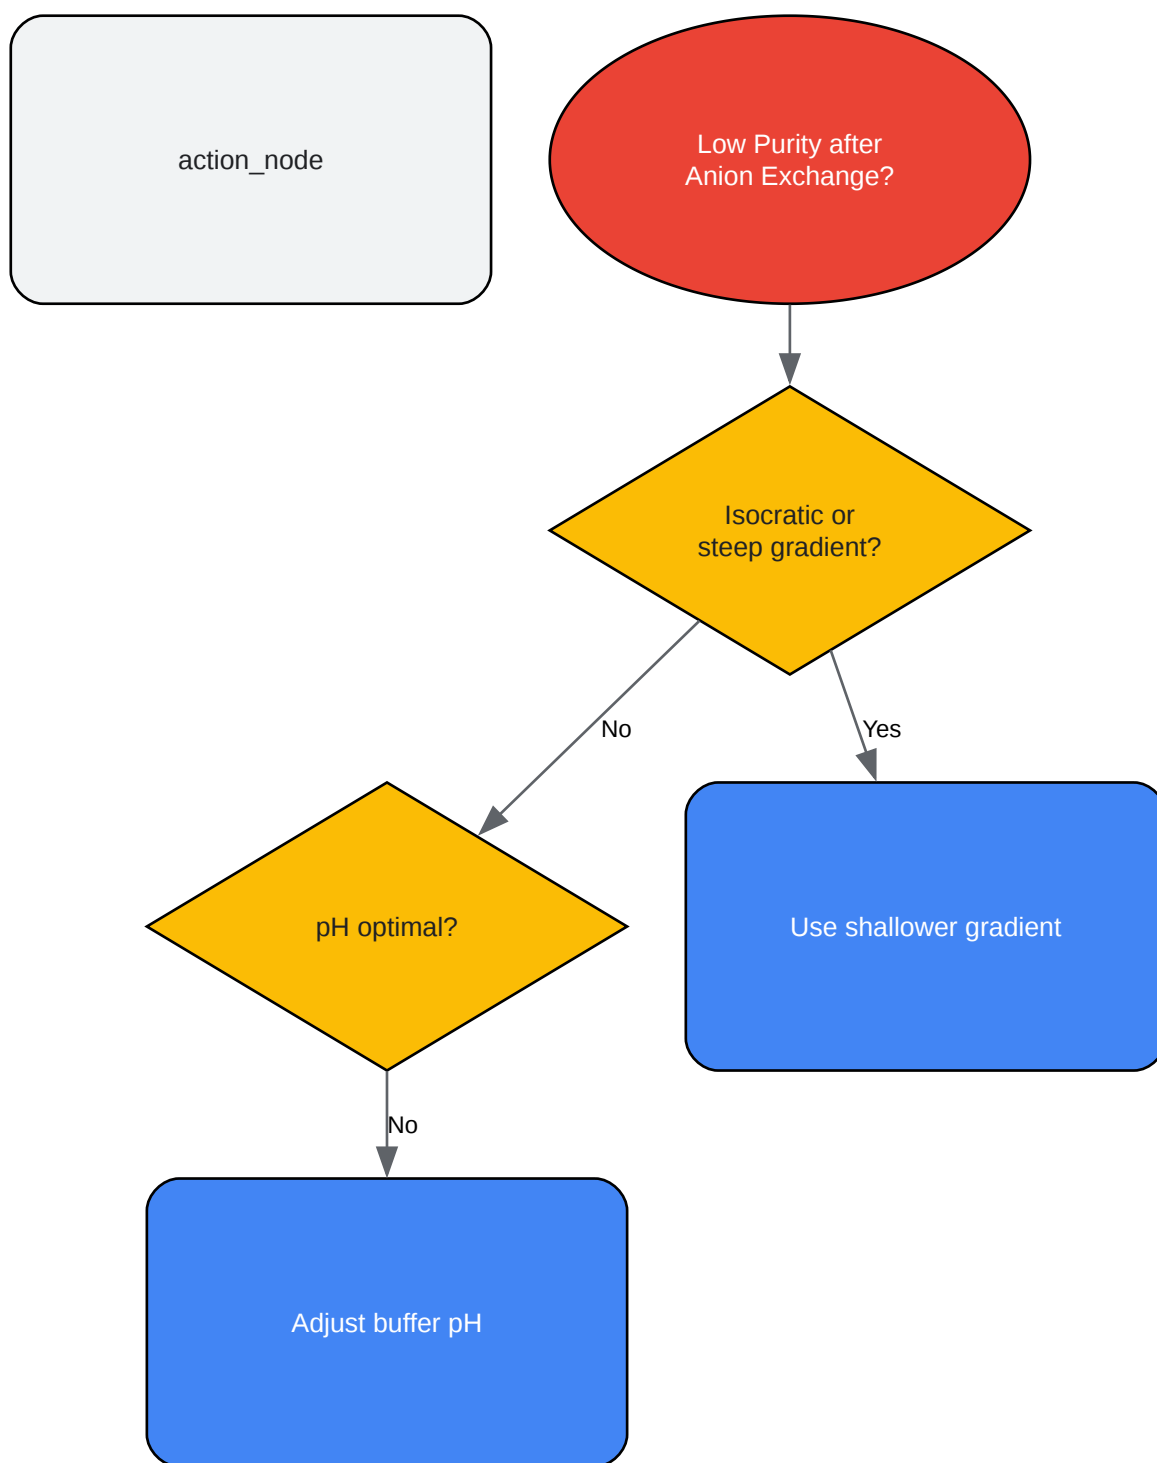 action_node
Low Purity after
Anion Exchange?
Isocratic or
steep gradient?
No
Yes
pH optimal?
Use shallower gradient
No
Adjust buffer pH